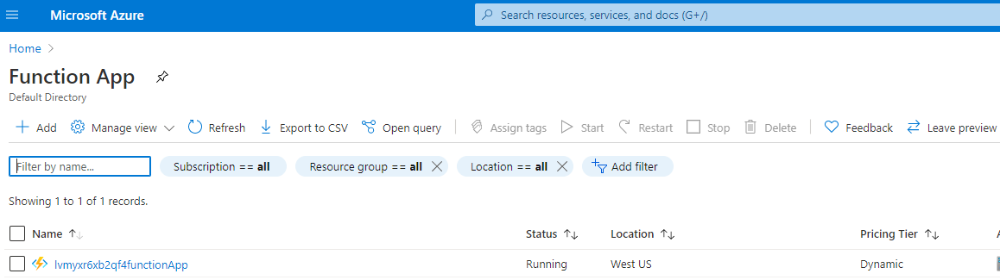 Microsoft Azure
Search resources, services, and docs (G+/)
Home >
Function App
Default Directory
+ Add Manage view Refresh Export to CSV Open query Assign tags Start Restart Stop Delete Feedback Leave preview
Filter by name... Subscription == all Resource group == all Location == all Add filter
Showing 1 to 1 of 1 records.
Name ↑↓ Status ↑↓ Location ↑↓ Pricing Tier ↑↓
lvmyxr6xb2qf4functionApp Running West US Dynamic